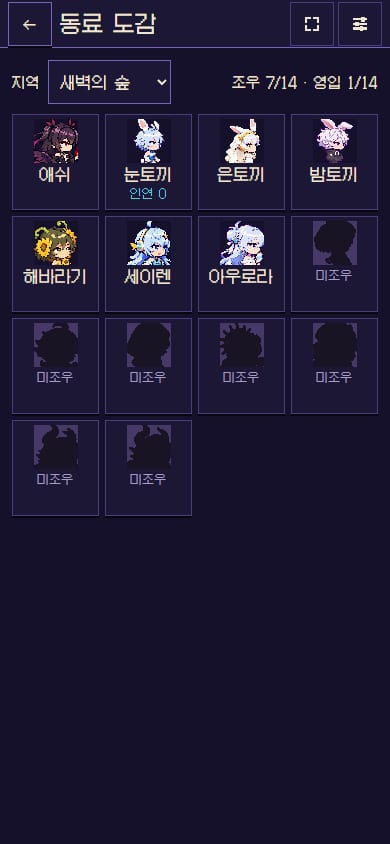 동료 도감
지역 새벽의 숲 조우 7/14 · 영입 1/14
애쉬 눈토끼 은토끼 밤토끼
인연 0
해바라기 세이렌 아우로라 미조우
미조우 미조우 미조우 미조우
미조우 미조우